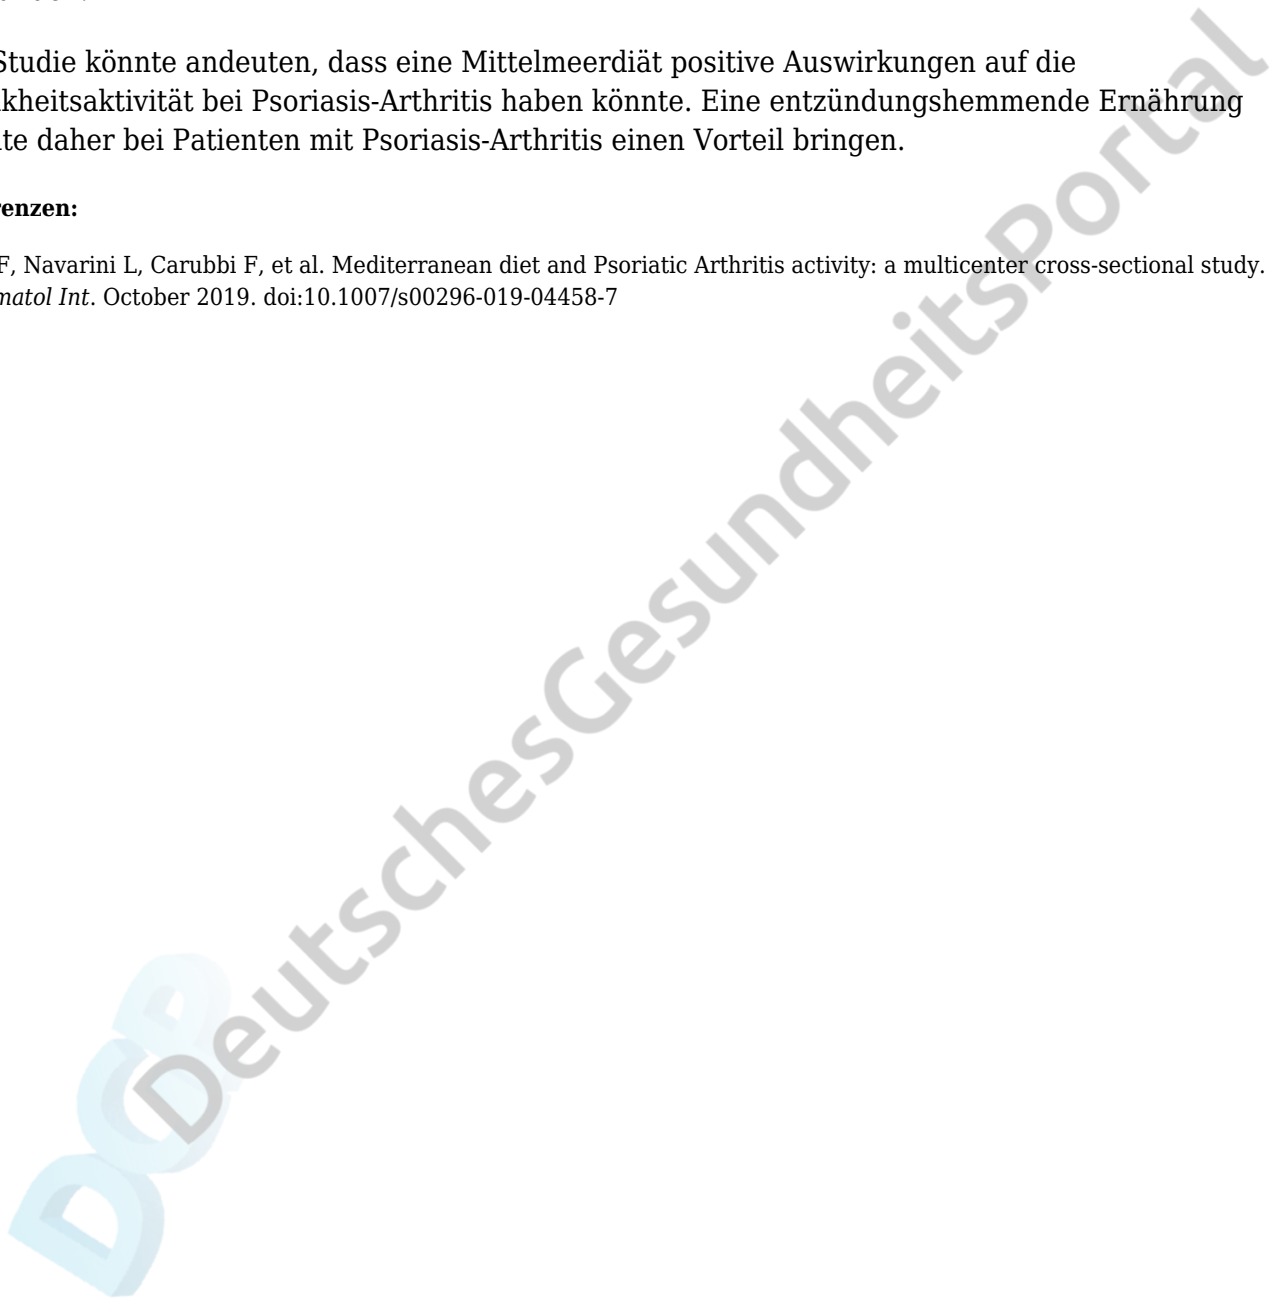 Studie könnte andeuten, dass eine Mittelmeerdiät positive Auswirkungen auf die
kheitsaktivität bei Psoriasis-Arthritis haben könnte. Eine entzündungshemmende Ernährung
te daher bei Patienten mit Psoriasis-Arthritis einen Vorteil bringen.
enzen:
F, Navarini L, Carubbi F, et al. Mediterranean diet and Psoriatic Arthritis activity: a multicenter cross-sectional study.
matol Int. October 2019. doi:10.1007/s00296-019-04458-7
DeutschesGesundheitsPortal
DGP